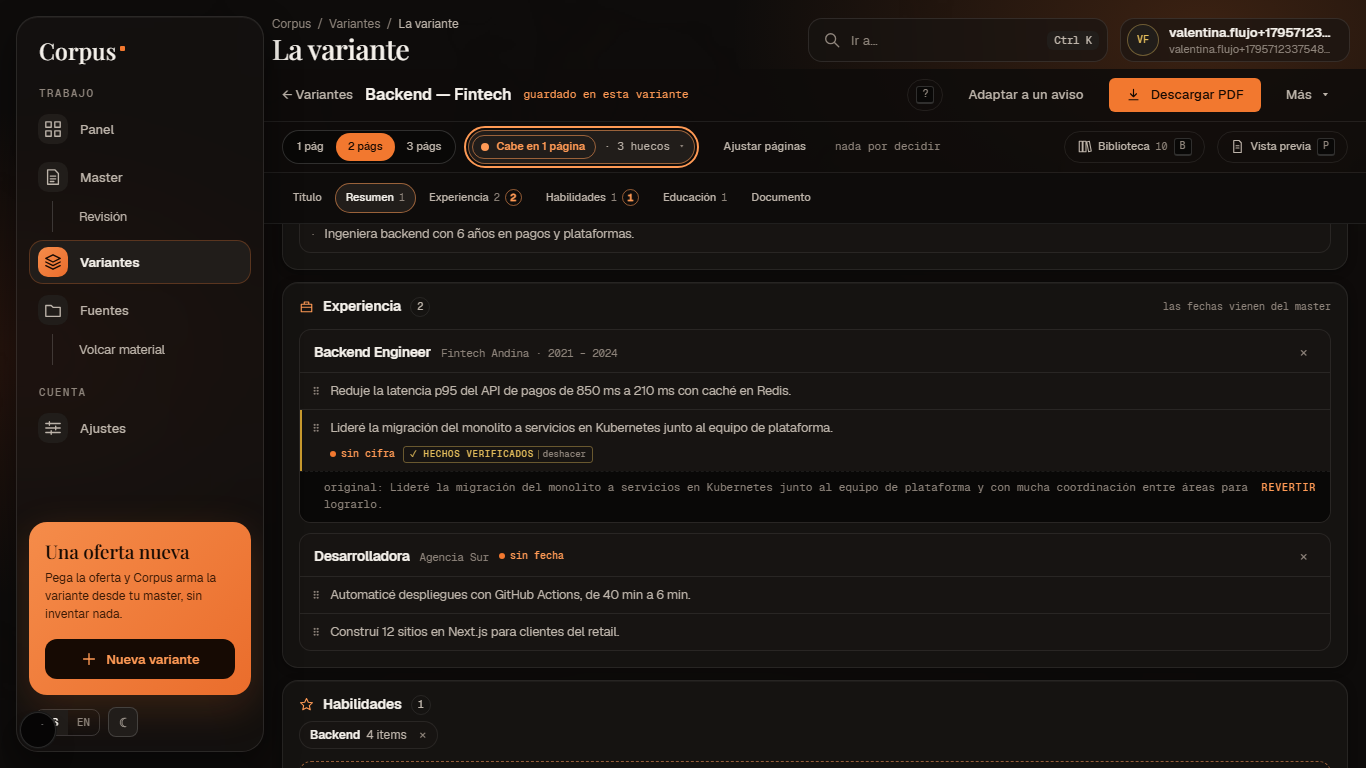 Corpus
TRABAJO
Panel
Master
Revisión
Variantes
Fuentes
Volcar material
CUENTA
Ajustes
Una oferta nueva
Pega la oferta y Corpus arma la
variante desde tu master, sin
inventar nada.
Nueva variante
EN
Corpus / Variantes / La variante
La variante
Ir a…
Ctrl K
VF
valentina.flujo+17957123…
valentina.flujo+1795712337548…
← Variantes
Backend — Fintech
guardado en esta variante
?
Adaptar a un aviso
Descargar PDF
Más
1 pág
2 págs
3 págs
Cabe en 1 página · 3 huecos
Ajustar páginas
nada por decidir
Biblioteca 10 B
Vista previa P
Título
Resumen 1
Experiencia 2 2
Habilidades 1 1
Educación 1
Documento
· Ingeniera backend con 6 años en pagos y plataformas.
Experiencia 2
las fechas vienen del master
Backend Engineer Fintech Andina · 2021 – 2024 ×
Reduje la latencia p95 del API de pagos de 850 ms a 210 ms con caché en Redis.
Lideré la migración del monolito a servicios en Kubernetes junto al equipo de plataforma.
sin cifra ✓ HECHOS VERIFICADOS | deshacer
original: Lideré la migración del monolito a servicios en Kubernetes junto al equipo de plataforma y con mucha coordinación entre áreas para
lograrlo.
REVERTIR
Desarrolladora Agencia Sur sin fecha ×
Automaticé despliegues con GitHub Actions, de 40 min a 6 min.
Construí 12 sitios en Next.js para clientes del retail.
Habilidades 1
Backend 4 items ×